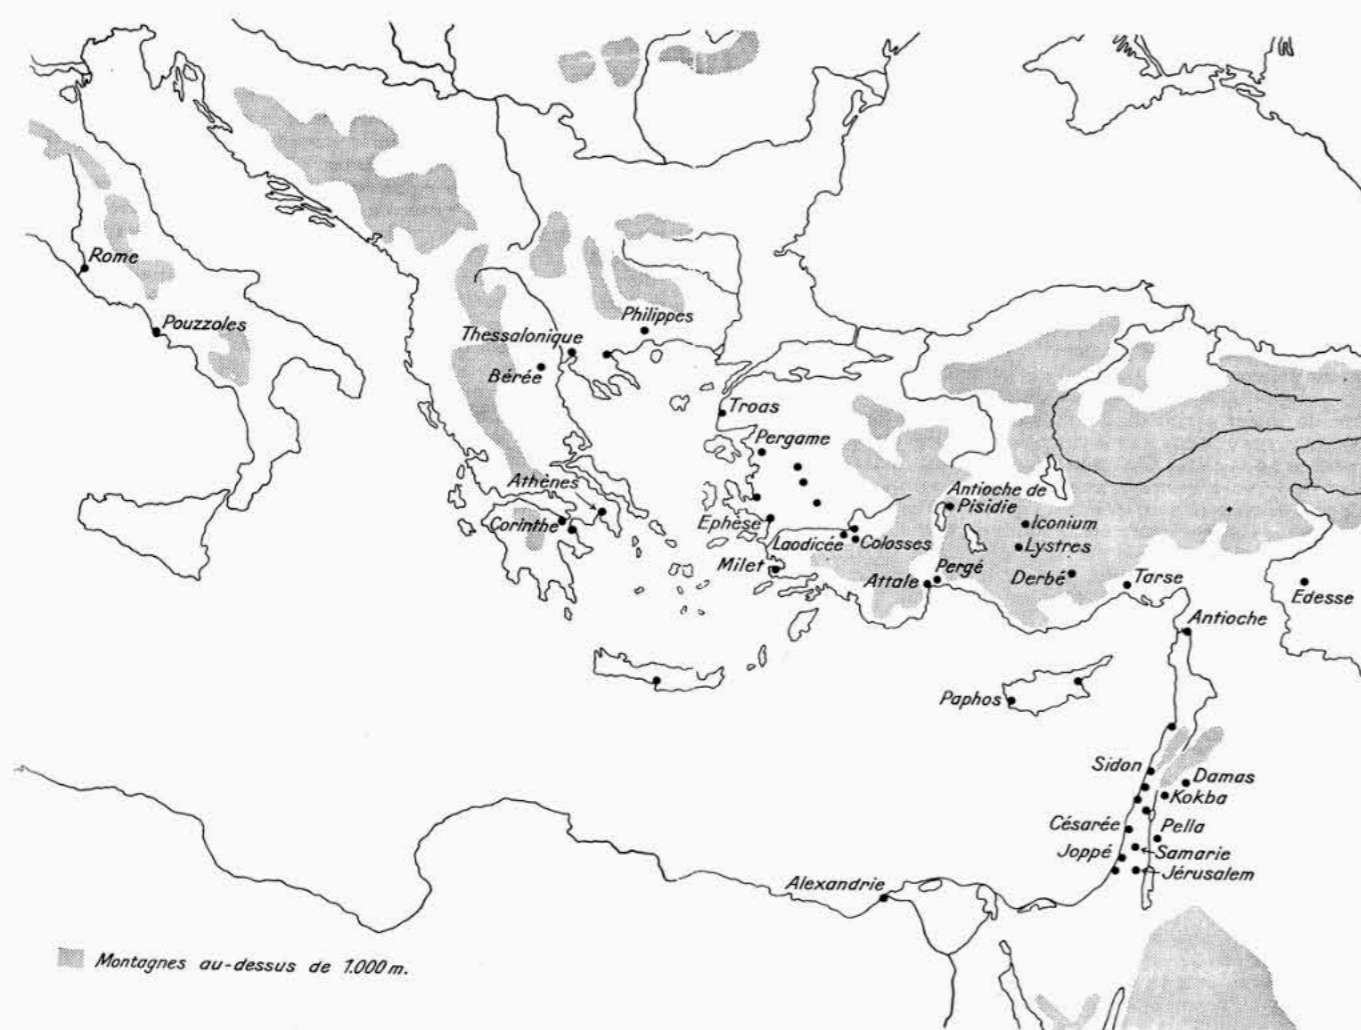 Rome
Pouzzoles
Philippes
Thessalonique
Bérée
Troas
Pergame
Athènes
Corinthe
Ephèse
Milet
Laodicée
Colosses
Antioche de
Pisidie
Iconium
Lystres
Derbé
Attale
Pergé
Tarse
Edesse
Antioche
Paphos
Sidon
Damas
Kokba
Césarée
Pella
Joppé
Samarie
Jérusalem
Alexandrie
Montagnes au-dessus de 1.000 m.